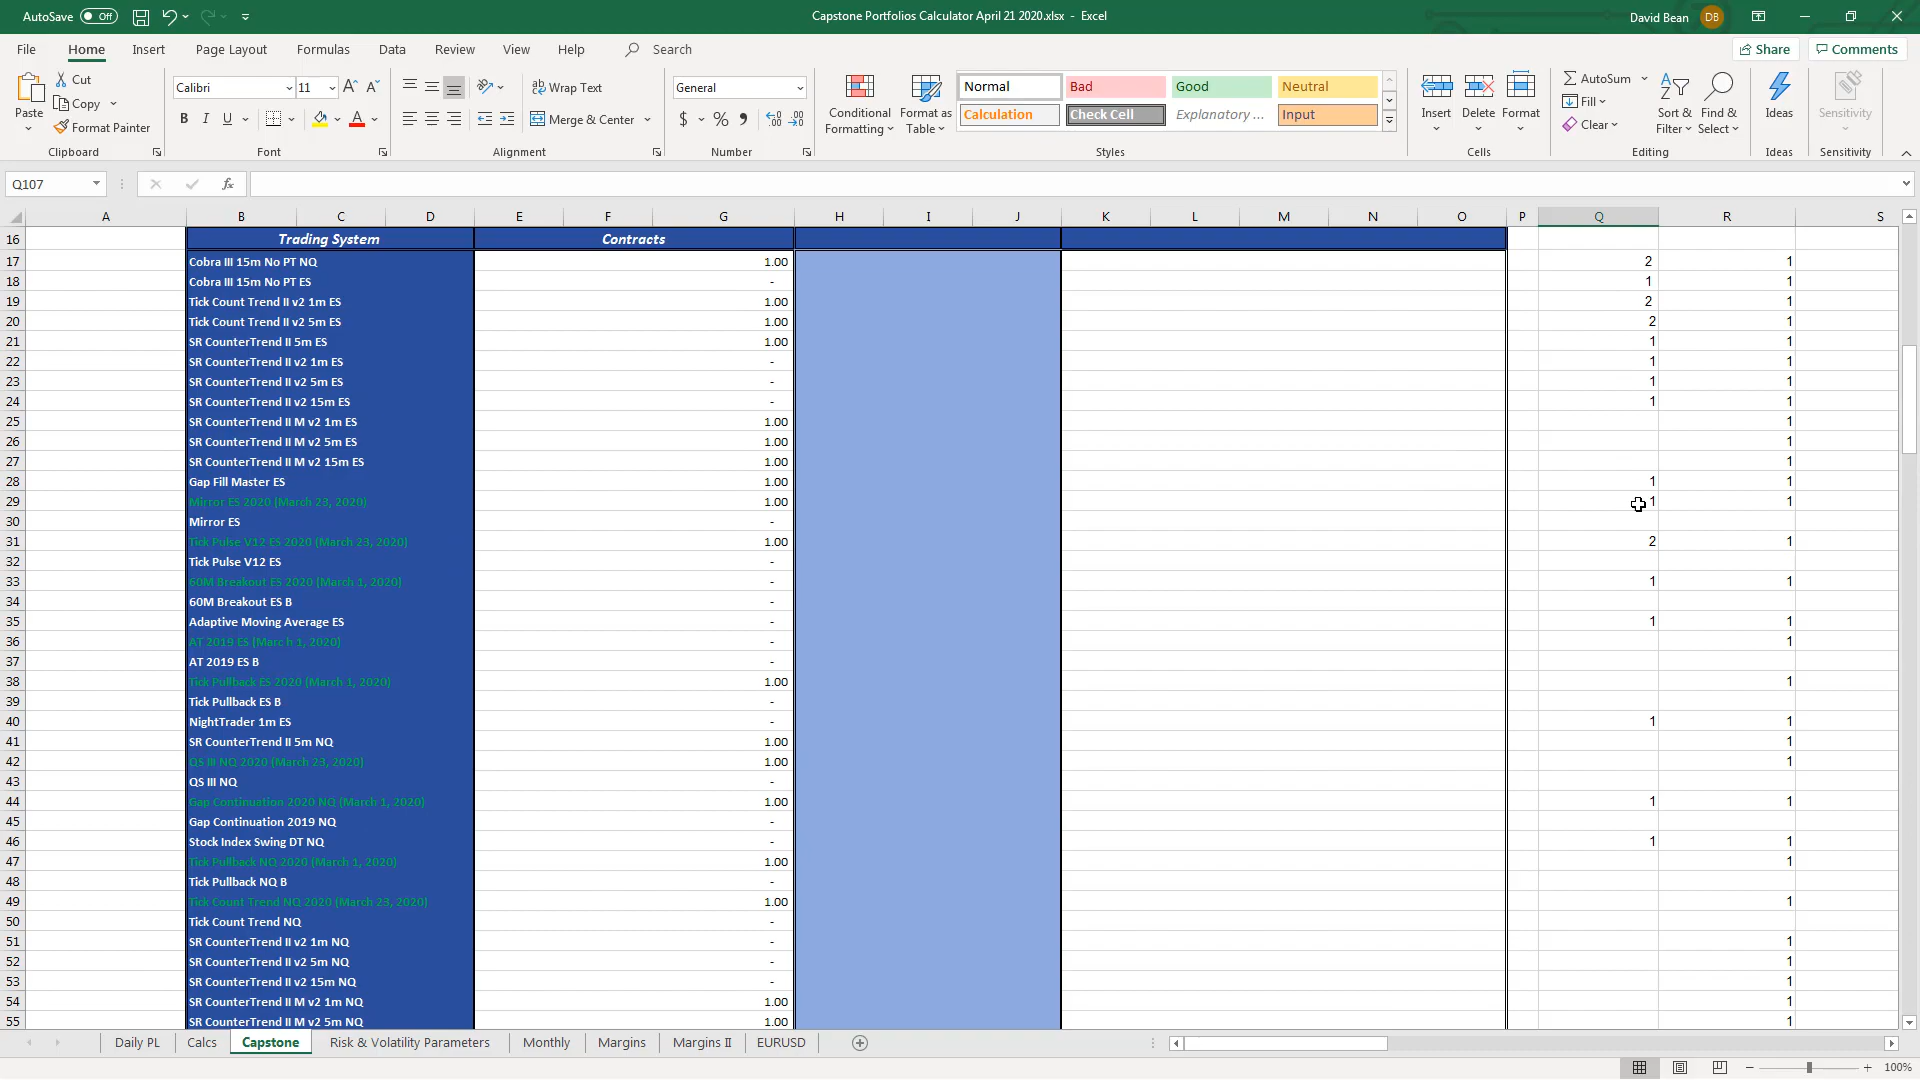 AutoSave Off Capstone Portfolios Calculator April 21 2020.xlsx - Excel David Bean DB
File Home Insert Page Layout Formulas Data Review View Help Search Share Comments
Paste Cut Copy Format Painter Clipboard
Calibri 11 A A B I U A Font
Wrap Text Merge & Center Alignment
General $ % Number
Conditional Formatting Format as Table
Normal Bad Good Neutral
Calculation Check Cell Explanatory ... Input
Styles
Insert Delete Format Cells
AutoSum Fill Clear Sort & Filter Find & Select Editing
Ideas Ideas
Sensitivity Sensitivity
Q107 fx
A B C D E F G H I J K L M N O P Q R S
16 Trading System Contracts
17 Cobra III 15m No PT NQ 1.00 2 1
18 Cobra III 15m No PT ES - 1 1
19 Tick Count Trend II v2 1m ES 1.00 2 1
20 Tick Count Trend II v2 5m ES 1.00 2 1
21 SR CounterTrend II 5m ES 1.00 1 1
22 SR CounterTrend II v2 1m ES - 1 1
23 SR CounterTrend II v2 5m ES - 1 1
24 SR CounterTrend II v2 15m ES - 1 1
25 SR CounterTrend II M v2 1m ES 1.00 1
26 SR CounterTrend II M v2 5m ES 1.00 1
27 SR CounterTrend II M v2 15m ES 1.00 1
28 Gap Fill Master ES 1.00 1 1
29 Mirror ES 2020 (March 23, 2020) 1.00 1 1
30 Mirror ES -
31 Tick Pulse V12 ES 2020 (March 23, 2020) 1.00 2 1
32 Tick Pulse V12 ES -
33 60M Breakout ES 2020 (March 1, 2020) - 1 1
34 60M Breakout ES B -
35 Adaptive Moving Average ES - 1 1
36 AT 2019 ES (Marc h 1, 2020) - 1
37 AT 2019 ES B -
38 Tick Pullback ES 2020 (March 1, 2020) 1.00 1
39 Tick Pullback ES B -
40 NightTrader 1m ES - 1 1
41 SR CounterTrend II 5m NQ 1.00 1
42 QS III NQ 2020 (March 23, 2020) 1.00 1
43 QS III NQ -
44 Gap Continuation 2020 NQ (March 1, 2020) 1.00 1 1
45 Gap Continuation 2019 NQ -
46 Stock Index Swing DT NQ - 1 1
47 Tick Pullback NQ 2020 (March 1, 2020) 1.00 1
48 Tick Pullback NQ B -
49 Tick Count Trend NQ 2020 (March 23, 2020) 1.00 1
50 Tick Count Trend NQ -
51 SR CounterTrend II v2 1m NQ - 1
52 SR CounterTrend II v2 5m NQ - 1
53 SR CounterTrend II v2 15m NQ - 1
54 SR CounterTrend II M v2 1m NQ 1.00 1
55 SR CounterTrend II M v2 5m NQ 1.00 1
Daily PL Calcs Capstone Risk & Volatility Parameters Monthly Margins Margins II EURUSD
100%